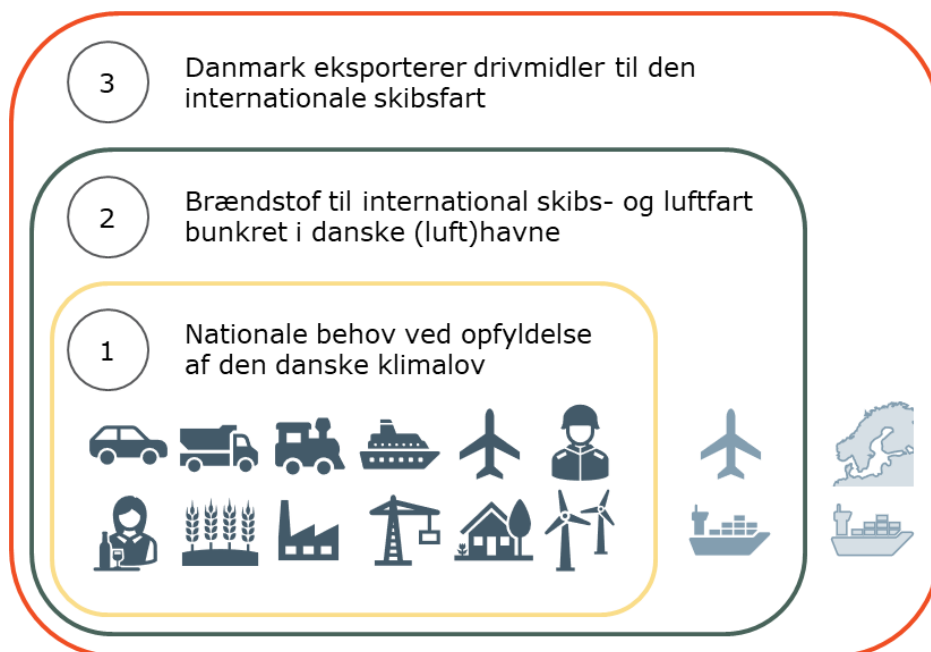 3
Danmark eksporterer drivmidler til den
internationale skibsfart
2
Brændstof til international skibs- og luftfart
bunkret i danske (luft)havne
1
Nationale behov ved opfyldelse
af den danske klimalov